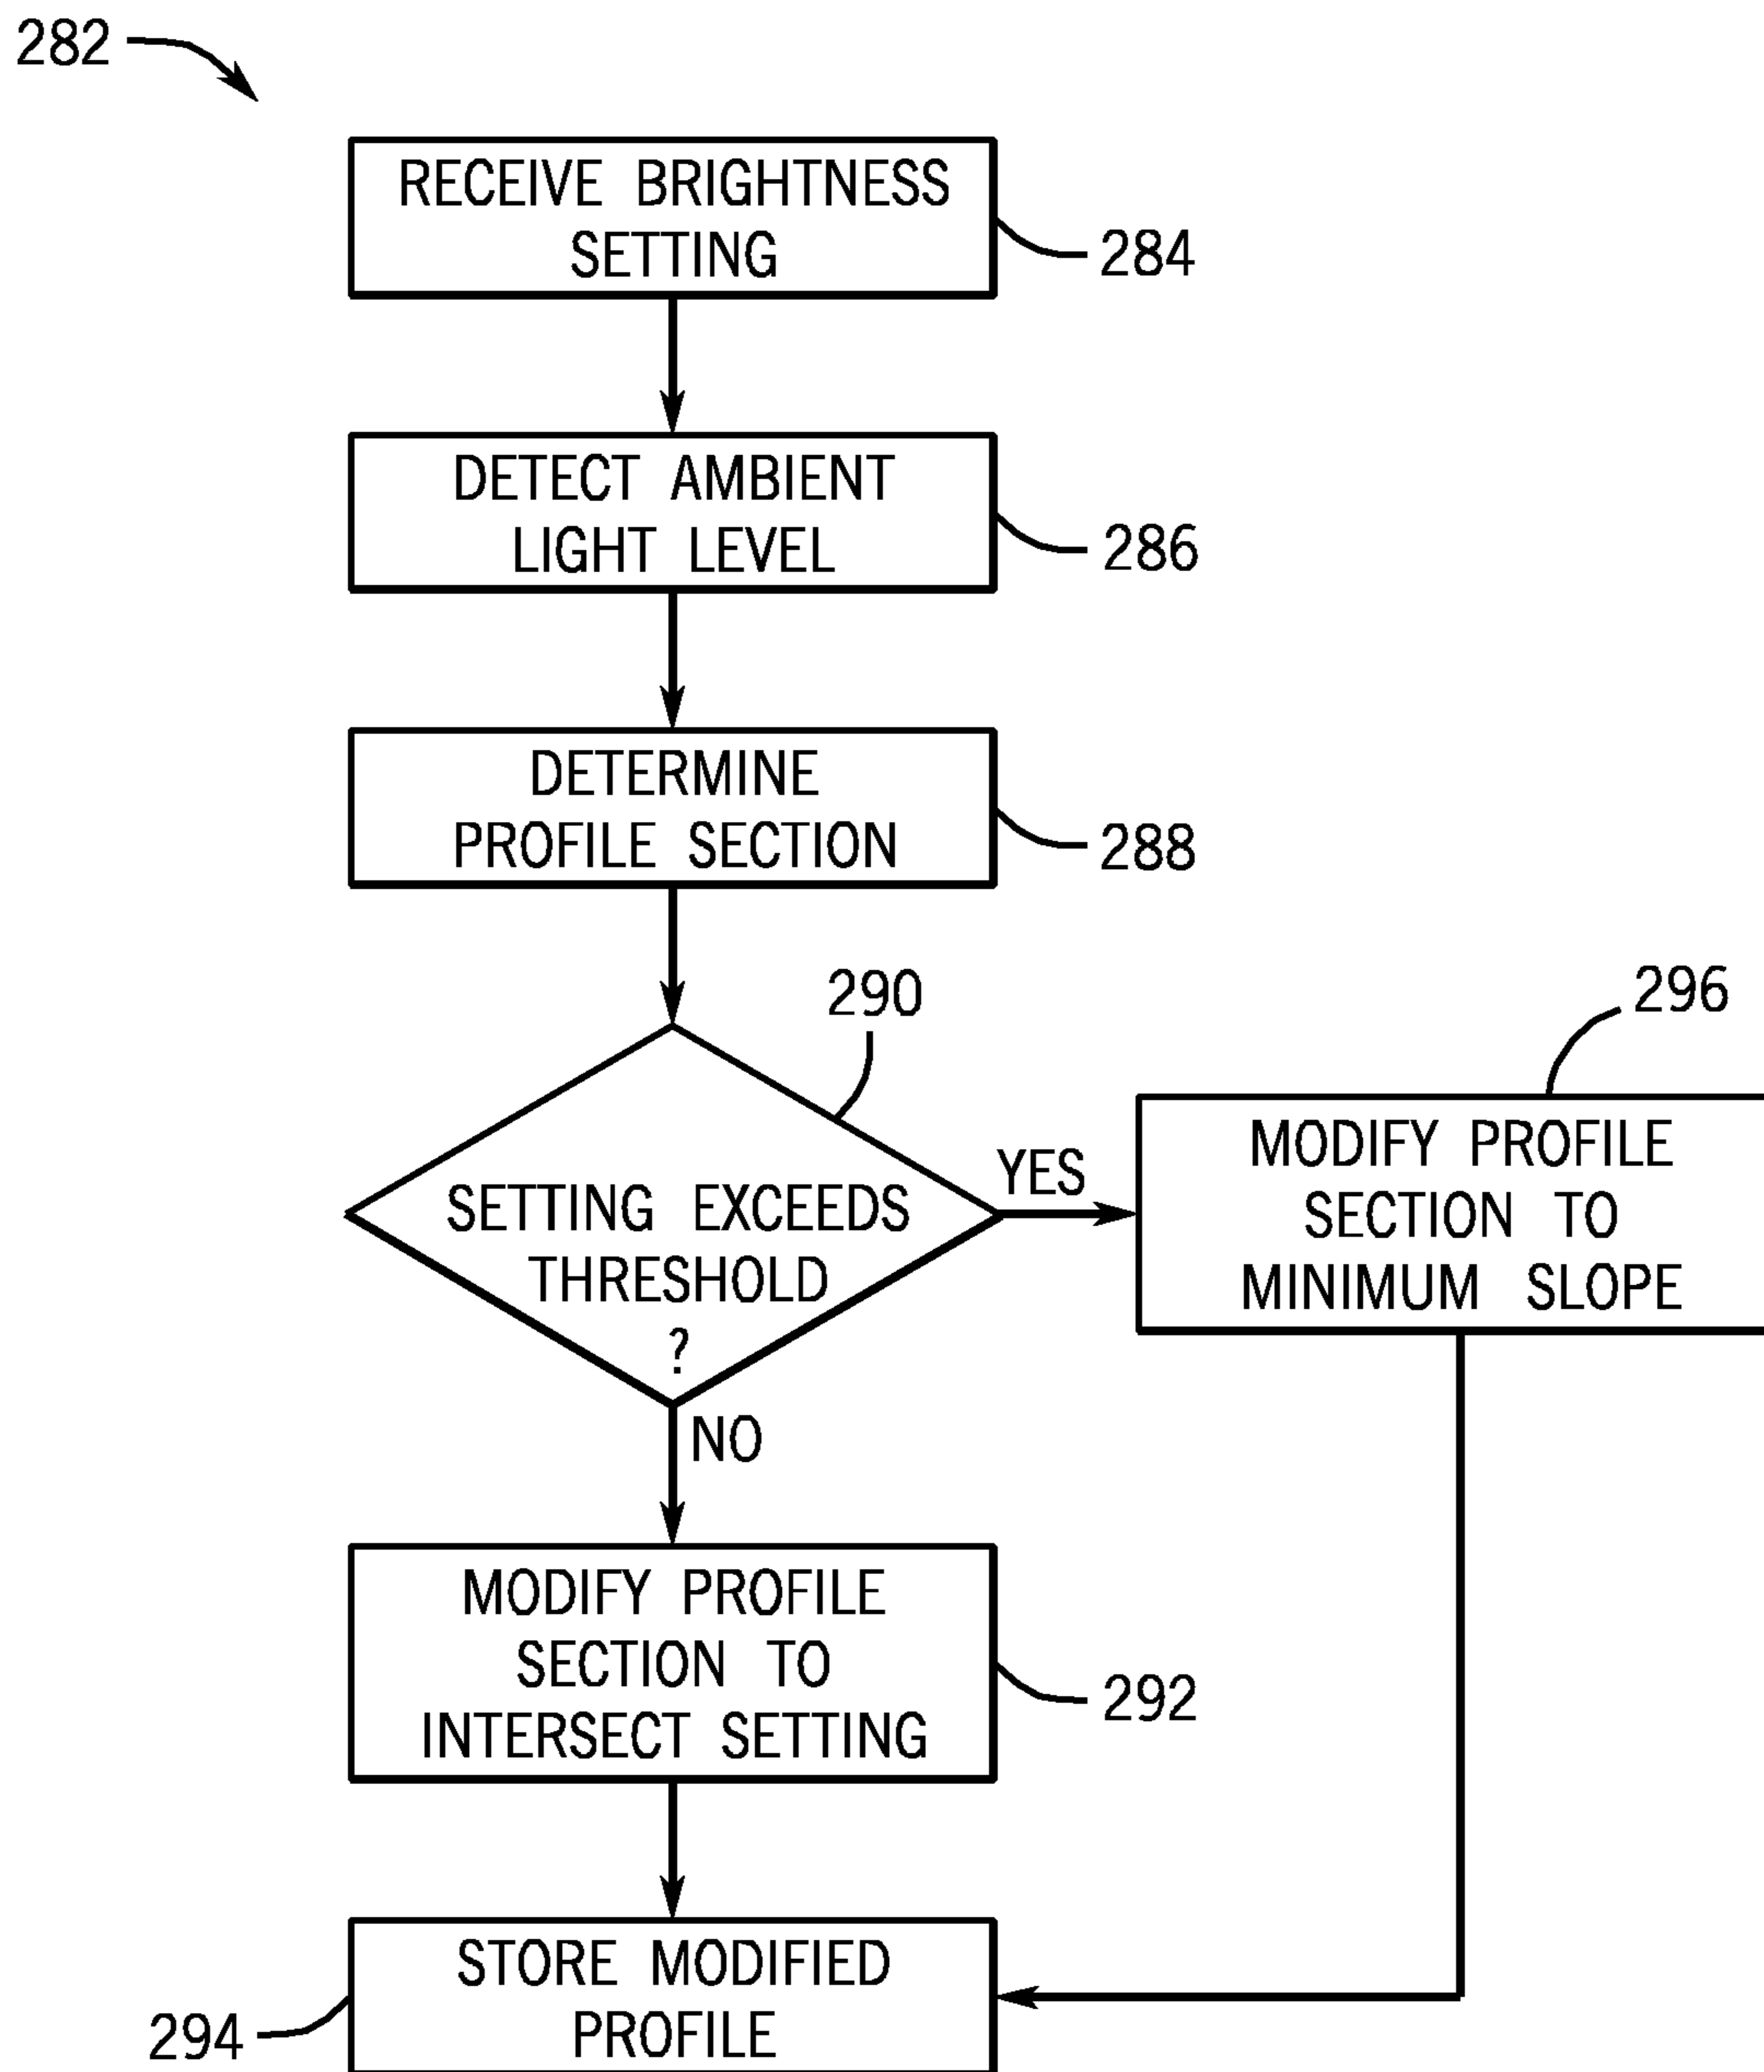 282
RECEIVE BRIGHTNESS
SETTING
284
DETECT AMBIENT
LIGHT LEVEL
286
DETERMINE
PROFILE SECTION
288
290
SETTING EXCEEDS
THRESHOLD
?
YES
296
MODIFY PROFILE
SECTION TO
MINIMUM SLOPE
NO
MODIFY PROFILE
SECTION TO
INTERSECT SETTING
292
STORE MODIFIED
PROFILE
294